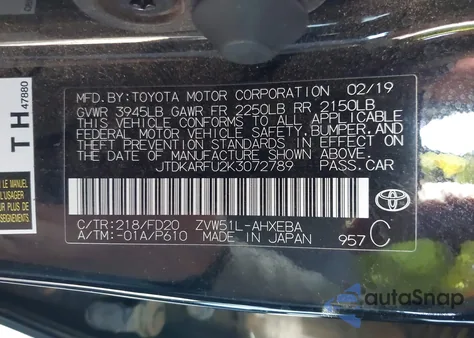 MFD.BY:TOYOTA MOTOR CORPORATION 02/19
GVWR 3945LB GAWR FR 2250LB RR 2150LB
THIS VEHICLE CONFORMS TO ALL APPLICABLE
FEDERAL MOTOR VEHICLE SAFETY,BUMPER,AND
THEFT PREVENTION STANDARDS IN EFFECT ON
THE DATE OF MANUFACTURE SHOWN ABOVE.
JTDKARFU2K3072789 PASS.CAR
C/TR:218/FD20 ZVW51L-AHXEBA
A/TM:-01A/P610 MADE IN JAPAN 957 C
TOYOTA
TH
47880
D'USAGER
autoSnap